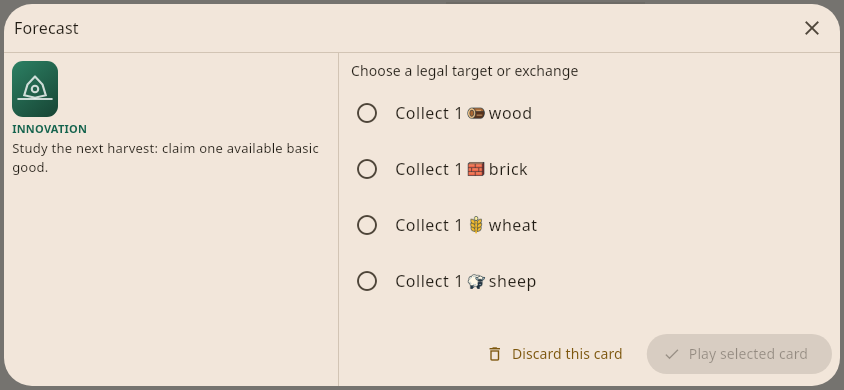 Forecast
INNOVATION
Study the next harvest: claim one available basic
good.
Choose a legal target or exchange
Collect 1 wood
Collect 1 brick
Collect 1 wheat
Collect 1 sheep
Discard this card
Play selected card